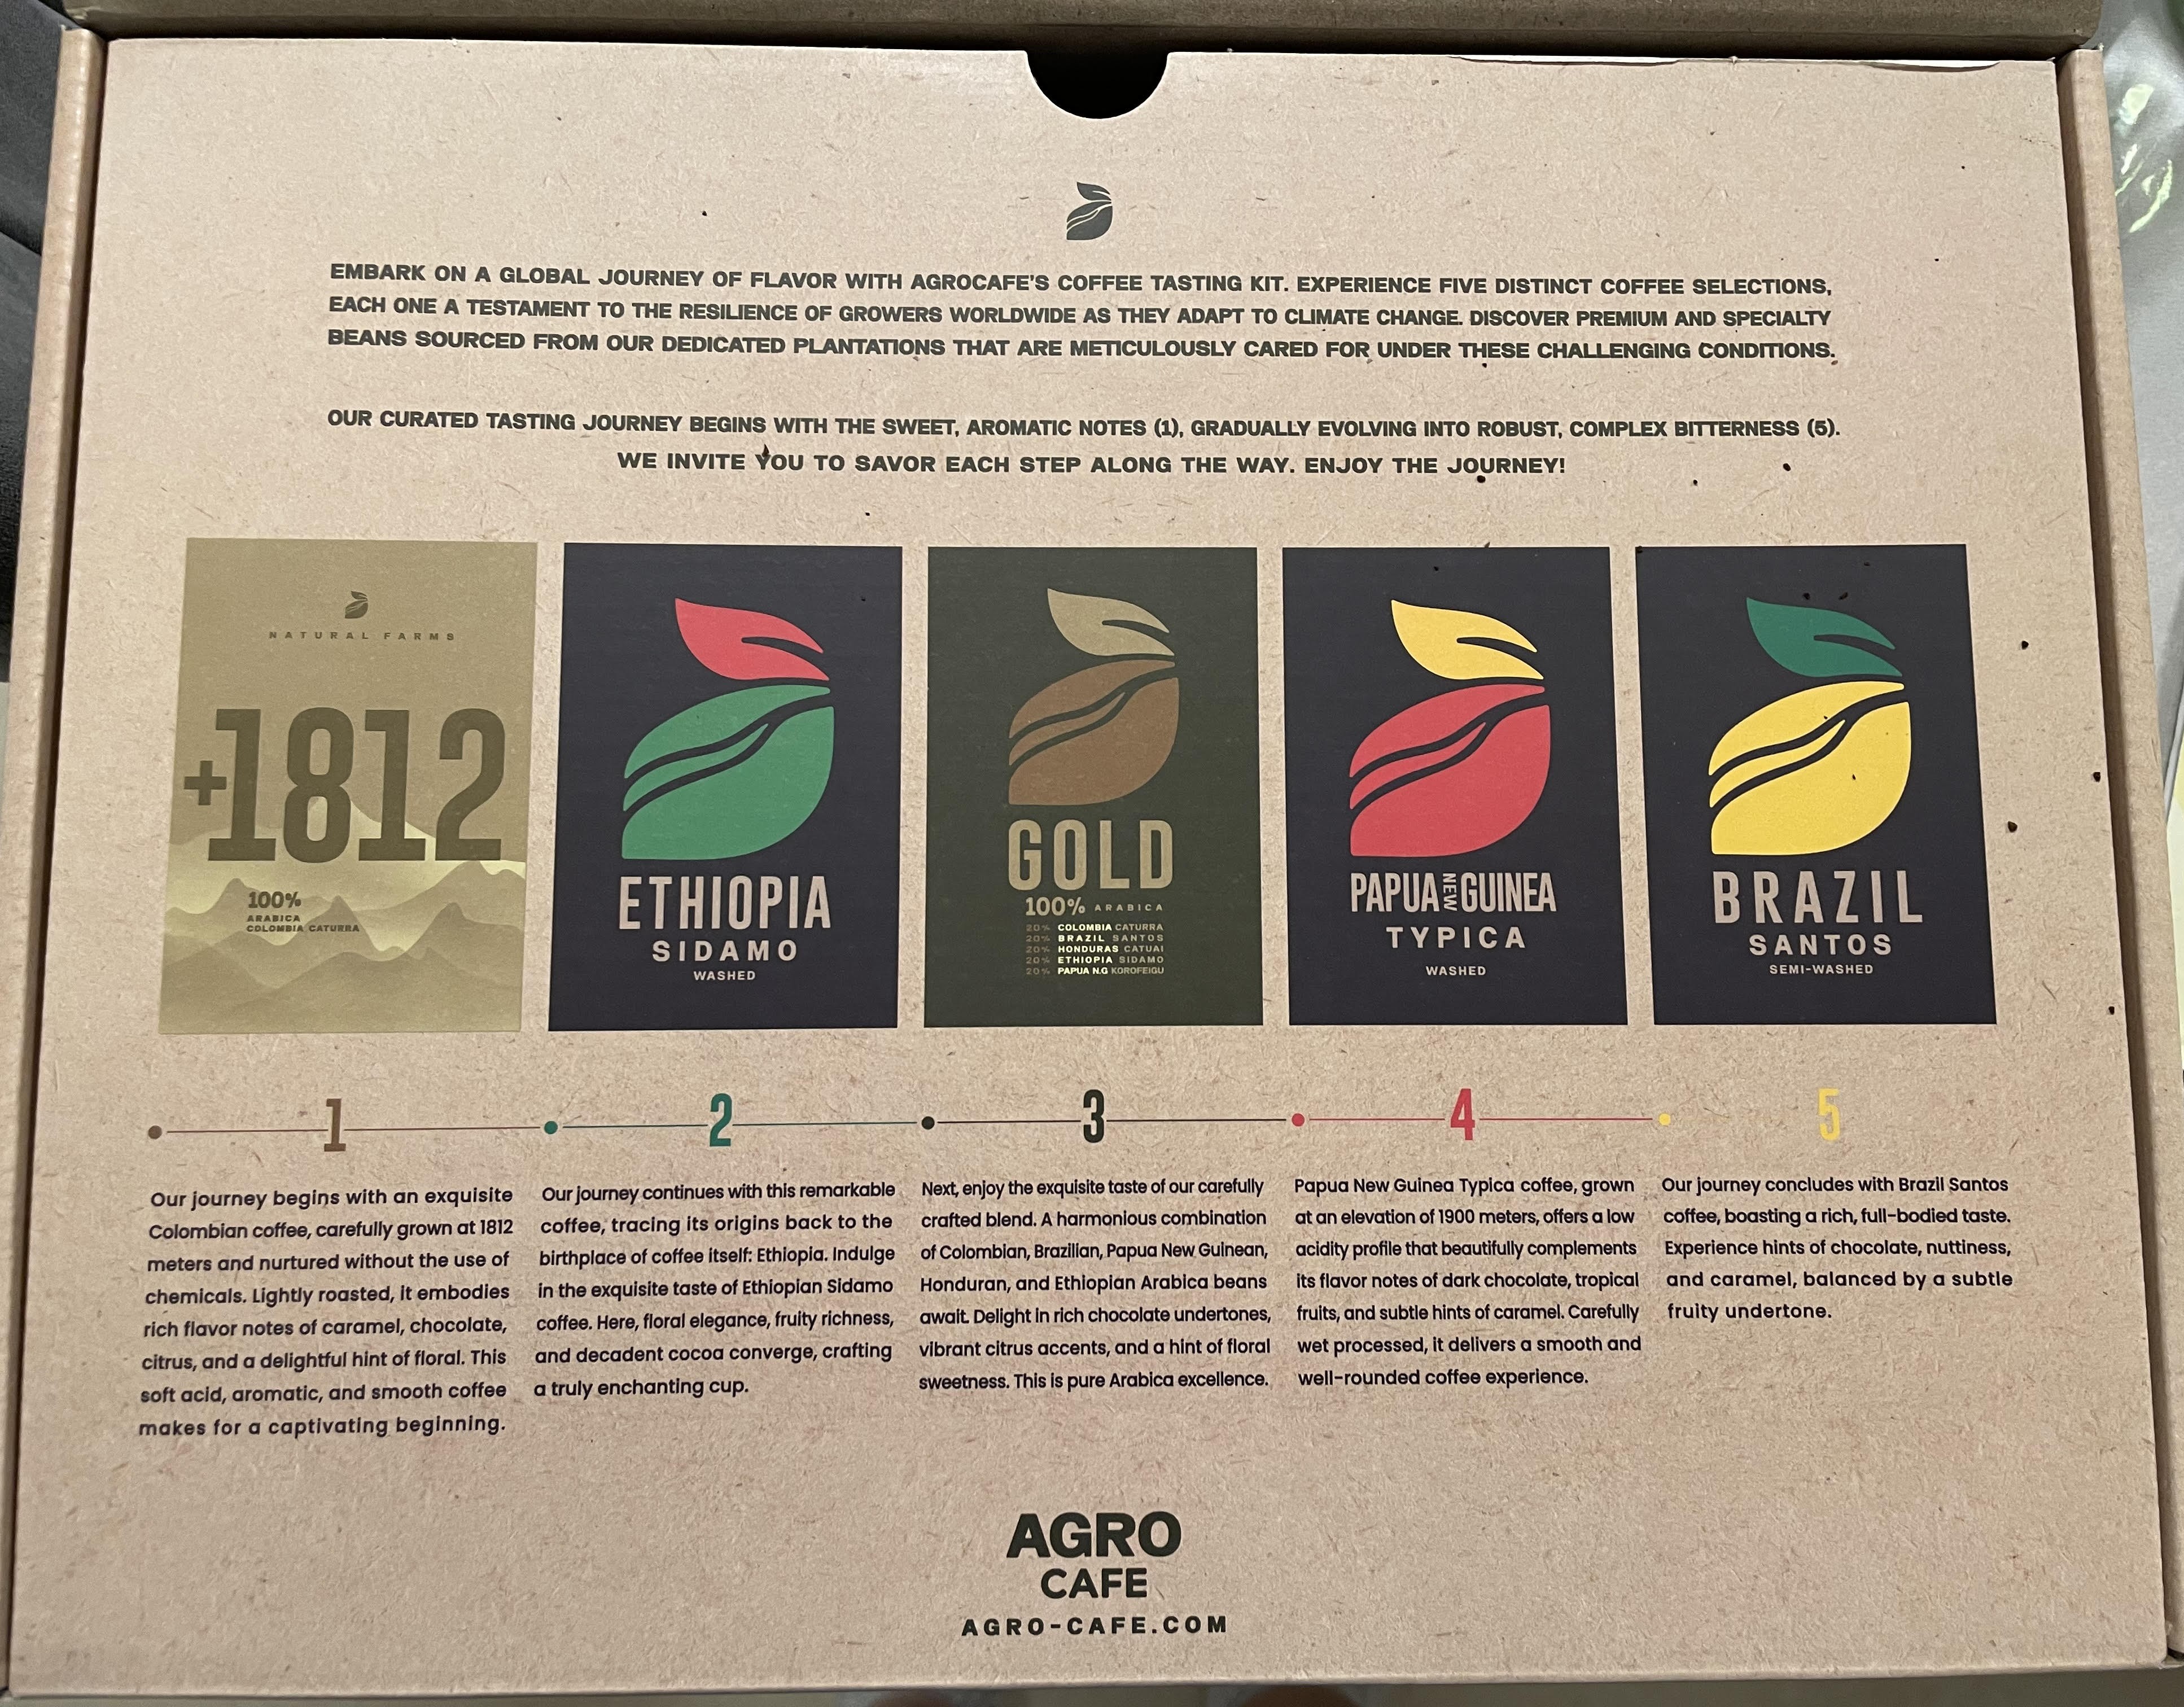 EMBARK ON A GLOBAL JOURNEY OF FLAVOR WITH AGROCAFE'S COFFEE TASTING KIT. EXPERIENCE FIVE DISTINCT COFFEE SELECTIONS,
EACH ONE A TESTAMENT TO THE RESILIENCE OF GROWERS WORLDWIDE AS THEY ADAPT TO CLIMATE CHANGE. DISCOVER PREMIUM AND SPECIALTY
BEANS SOURCED FROM OUR DEDICATED PLANTATIONS THAT ARE METICULOUSLY CARED FOR UNDER THESE CHALLENGING CONDITIONS.
OUR CURATED TASTING JOURNEY BEGINS WITH THE SWEET, AROMATIC NOTES (1), GRADUALLY EVOLVING INTO ROBUST, COMPLEX BITTERNESS (5).
WE INVITE YOU TO SAVOR EACH STEP ALONG THE WAY. ENJOY THE JOURNEY!
NATURAL FARMS
+1812
100%
ARABICA
COLOMBIA CATURRA
ETHIOPIA
SIDAMO
WASHED
GOLD
100% ARABICA
20% COLOMBIA CATURRA
20% BRAZIL SANTOS
20% HONDURAS CATUAI
20% ETHIOPIA SIDAMO
20% PAPUA N.G KOROFEIGU
PAPUA NEW GUINEA
TYPICA
WASHED
BRAZIL
SANTOS
SEMI-WASHED
1
Our journey begins with an exquisite
Colombian coffee, carefully grown at 1812
meters and nurtured without the use of
chemicals. Lightly roasted, it embodies
rich flavor notes of caramel, chocolate,
citrus, and a delightful hint of floral. This
soft acid, aromatic, and smooth coffee
makes for a captivating beginning.
2
Our journey continues with this remarkable
coffee, tracing its origins back to the
birthplace of coffee itself: Ethiopia. Indulge
in the exquisite taste of Ethiopian Sidamo
coffee. Here, floral elegance, fruity richness,
and decadent cocoa converge, crafting
a truly enchanting cup.
3
Next, enjoy the exquisite taste of our carefully
crafted blend. A harmonious combination
of Colombian, Brazilian, Papua New Guinean,
Honduran, and Ethiopian Arabica beans
await. Delight in rich chocolate undertones,
vibrant citrus accents, and a hint of floral
sweetness. This is pure Arabica excellence.
4
Papua New Guinea Typica coffee, grown
at an elevation of 1900 meters, offers a low
acidity profile that beautifully complements
its flavor notes of dark chocolate, tropical
fruits, and subtle hints of caramel. Carefully
wet processed, it delivers a smooth and
well-rounded coffee experience.
5
Our journey concludes with Brazil Santos
coffee, boasting a rich, full-bodied taste.
Experience hints of chocolate, nuttiness,
and caramel, balanced by a subtle
fruity undertone.
AGRO
CAFE
AGRO-CAFE.COM